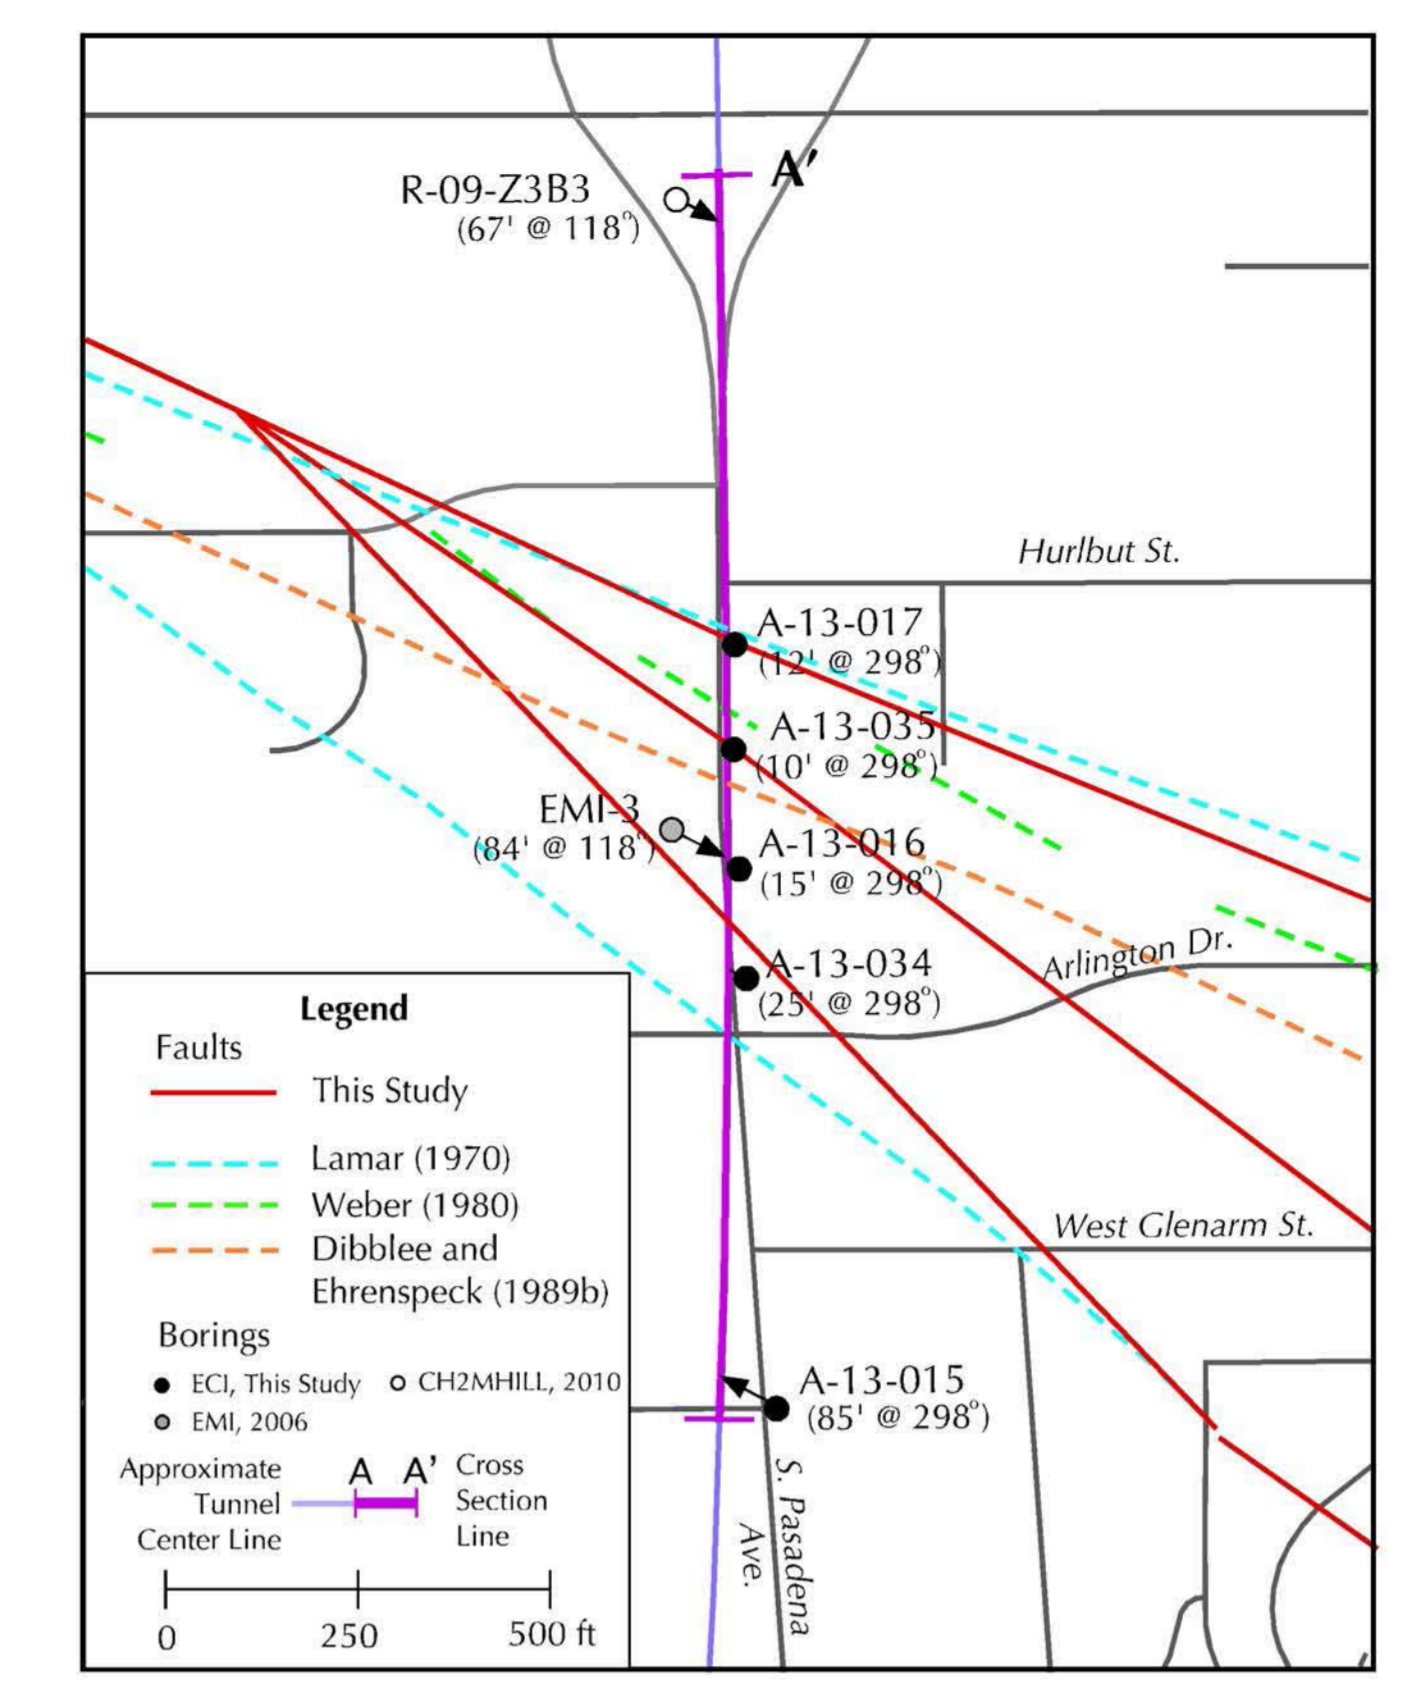 A′
R-09-Z3B3
(67' @ 118°)
Hurlbut St.
A-13-017
(12' @ 298°)
A-13-035
(10' @ 298°)
EMI-3
(84' @ 118°)
A-13-016
(15' @ 298°)
Arlington Dr.
A-13-034
(25' @ 298°)
West Glenarm St.
A-13-015
(85' @ 298°)
S. Pasadena
Ave.
Legend
Faults
This Study
Lamar (1970)
Weber (1980)
Dibblee and
Ehrenspeck (1989b)
Borings
ECI, This Study
CH2MHILL, 2010
EMI, 2006
Approximate
Tunnel
Center Line
A A'
Cross
Section
Line
0 250 500 ft